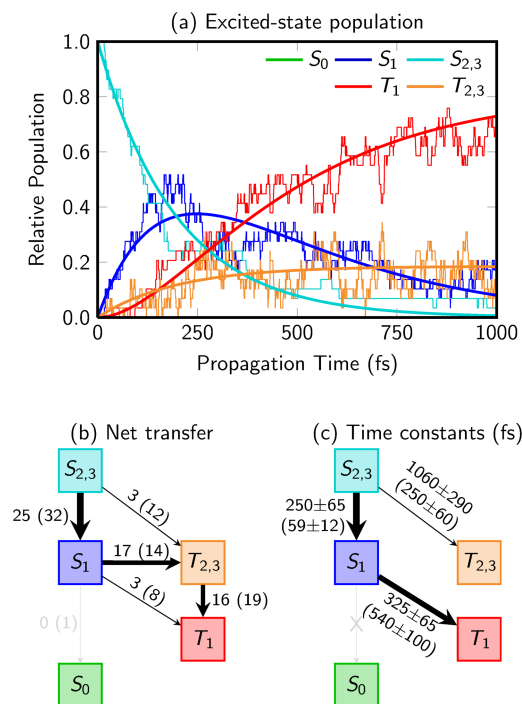 (a) Excited-state population
S0 S1 S2,3
T1 T2,3
1.0
0.8
0.6
0.4
0.2
0.0
Relative Population
0 250 500 750 1000
Propagation Time (fs)
(b) Net transfer
S2,3
3 (12)
25 (32)
S1
17 (14)
T2,3
3 (8)
16 (19)
0 (1)
T1
S0
(c) Time constants (fs)
S2,3
1060±290
(250±60)
250±65
(59±12)
S1
T2,3
325±65
(540±100)
X
T1
S0